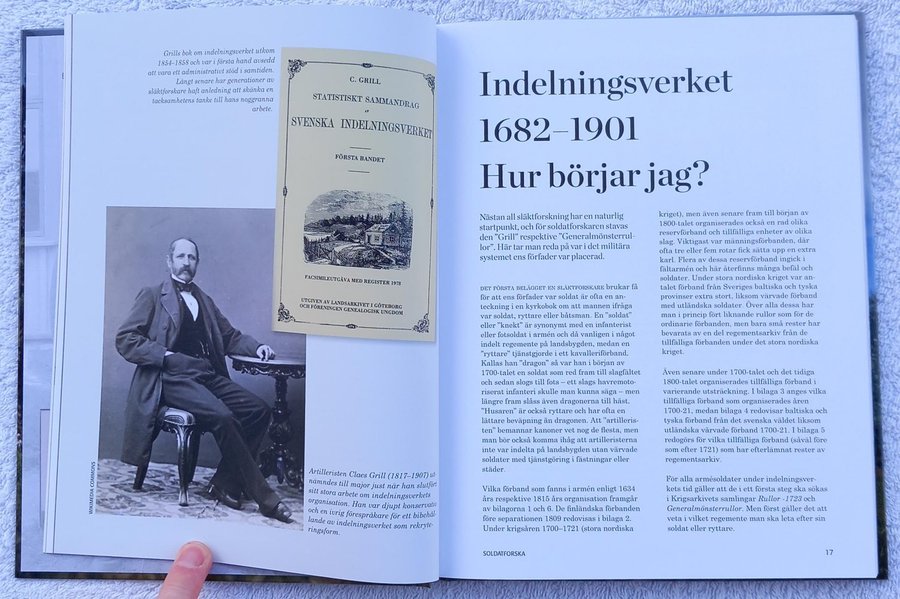 Grills bok om indelningsverket utkom
1854–1858 och var i första hand avsedd
att vara ett administrativt stöd i samtiden.
Långt senare har generationer av
släktforskare haft anledning att skänka en
tacksamhetens tanke till hans noggranna
arbete.
C. GRILL
STATISTISKT SAMMANDRAG
AF
SVENSKA INDELNINGSVERKET
FÖRSTA BANDET
FACSIMILEUTGÅVA MED REGISTER 1978
UTGIVEN AV LANDSARKIVET I GÖTEBORG
OCH FÖRENINGEN GENEALOGISK UNGDOM
WIKIMEDIA COMMONS
Artilleristen Claes Grill (1817–1907) ut-
nämndes till major just när han slutfört
sitt stora arbete om indelningsverkets
organisation. Han var djupt konservativ
och en ivrig förespråkare för ett bibehål-
lande av indelningsverket som rekryte-
ringsform.
Indelningsverket
1682–1901
Hur börjar jag?
Nästan all släktforskning har en naturlig
startpunkt, och för soldatforskaren stavas
den "Grill" respektive "Generalmönsterrul-
lor". Här tar man reda på var i det militära
systemet ens förfader var placerad.
DET FÖRSTA BELÄGGET EN SLÄKTFORSKARE brukar få
för att ens förfader var soldat är ofta en an-
teckning i en kyrkobok om att mannen ifråga
var soldat, ryttare eller båtsman. En "soldat"
eller "knekt" är synonymt med en infanterist
eller fotsoldat i armén och då vanligen i något
indelt regemente på landsbygden, medan en
"ryttare" tjänstgjorde i ett kavalleriförband.
Kallas han "dragon" så var han i början av
1700-talet en soldat som red fram till slagfältet
och sedan slogs till fots – ett slags havremoto-
riserat infanteri skulle man kunna säga – men
längre fram slåss även dragonerna till häst.
"Husaren" är också ryttare och har ofta en
lättare beväpning än dragonen. Att "artilleris-
ten" bemannar kanoner vet nog de flesta, men
man bör också komma ihåg att artilleristerna
inte var indelta på landsbygden utan värvade
soldater med tjänstgöring i fästningar eller
städer.
Vilka förband som fanns i armén enligt 1634
års respektive 1815 års organisation framgår
av bilagorna 1 och 6. De finländska förbanden
före separationen 1809 redovisas i bilaga 2.
Under krigsåren 1700–1721 (stora nordiska
kriget), men även senare fram till början av
1800-talet organiserades också en rad olika
reservförband och tillfälliga enheter av olika
slag. Viktigast var männingsförbanden, där
ofta tre eller fem rotar fick sätta upp en extra
karl. Flera av dessa förband ingick i
fältarmén och här återfinns många befäl och
soldater. Under stora nordiska kriget var an-
talet förband från Sveriges baltiska och tyska
provinser extra stort, liksom värvade förband
med utländska soldater. Över alla dessa har
man i princip fört liknande rullor som för de
ordinarie förbanden, men bara små rester har
bevarats av en del regementsarkiv från de
tillfälliga förbanden under det stora nordiska
kriget.
Även senare under 1700-talet och det tidiga
1800-talet organiserades tillfälliga förband i
varierande utsträckning. I bilaga 3 anges vilka
tillfälliga förband som organiserades åren
1700-21, medan bilaga 4 redovisar baltiska och
tyska förband från det svenska väldet liksom
utländska värvade förband 1700-21. I bilaga 5
redogörs för vilka tillfälliga förband (såväl före
som efter 1721) som har efterlämnat rester av
regementsarkiv.
För alla armésoldater under indelningsver-
kets tid gäller att de i ett första steg ska sökas
i Krigsarkivets samlingar Rullor -1723 och
Generalmönsterrullor. Men först gäller det att
veta i vilket regemente man ska leta efter sin
soldat eller ryttare.
SOLDATFORSKA
17